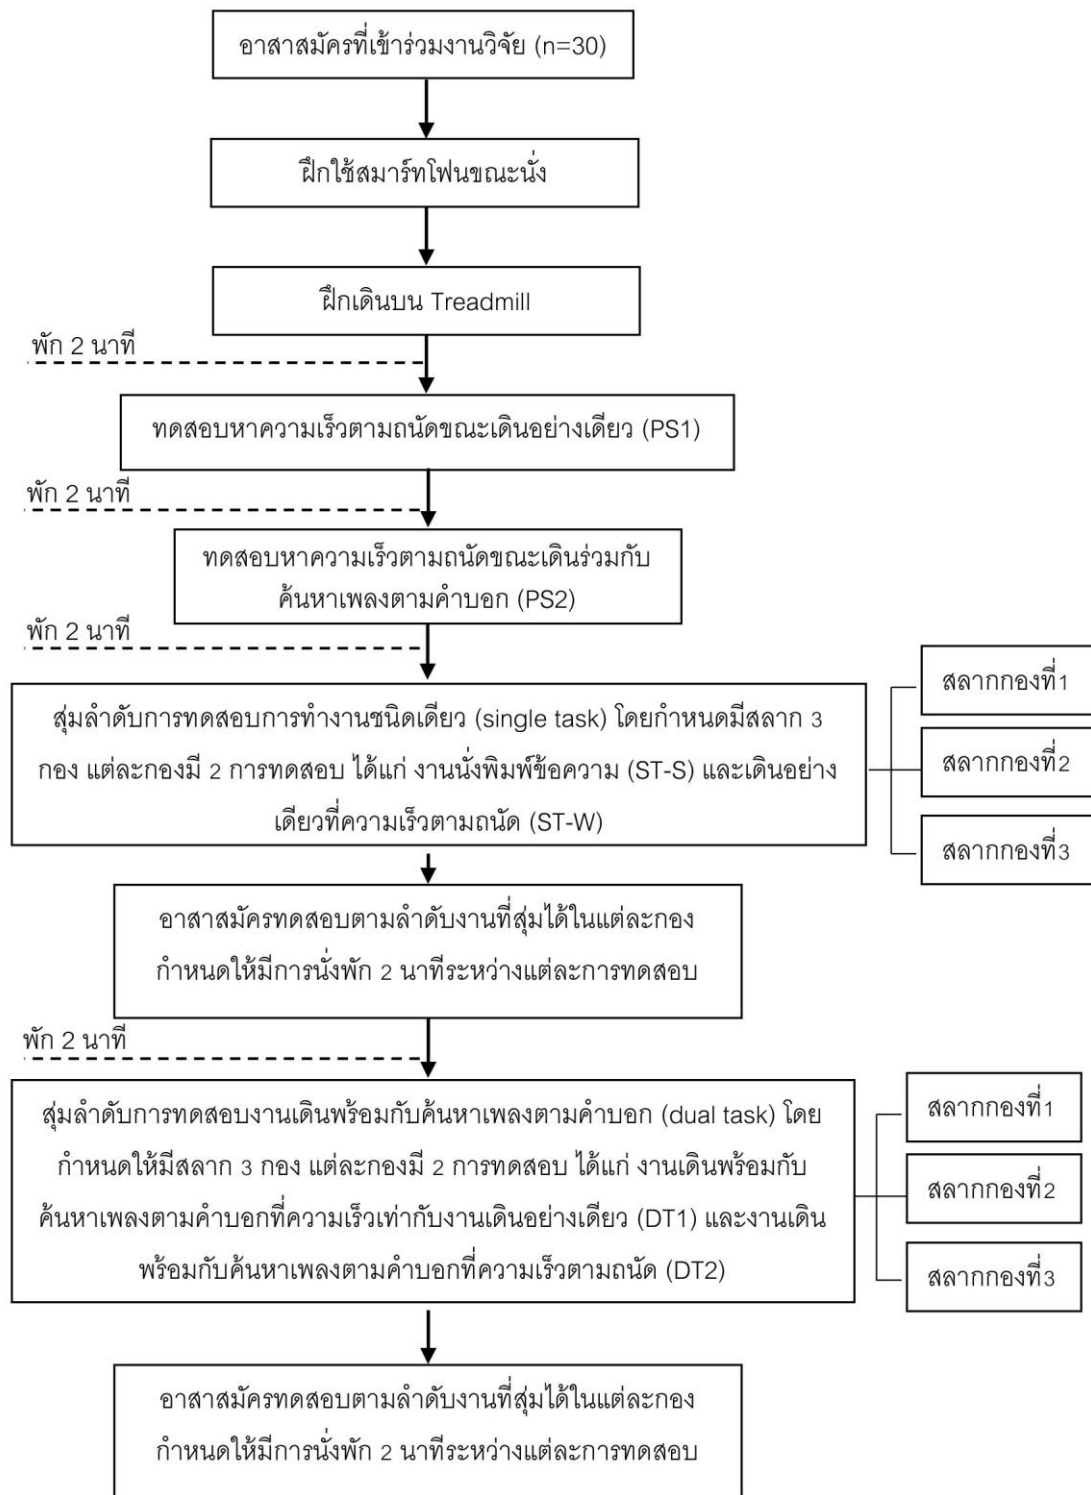 อาสาสมัครที่เข้าร่วมงานวิจัย (n=30)
ฝึกใช้สมาร์ทโฟนขณะนั่ง
ฝึกเดินบน Treadmill
พัก 2 นาที
ทดสอบหาความเร็วตามถนัดขณะเดินอย่างเดียว (PS1)
พัก 2 นาที
ทดสอบหาความเร็วตามถนัดขณะเดินร่วมกับ
ค้นหาเพลงตามคำบอก (PS2)
พัก 2 นาที
สุ่มลำดับการทดสอบการทำงานชนิดเดียว (single task) โดยกำหนดมีสลาก 3
กอง แต่ละกองมี 2 การทดสอบ ได้แก่ งานนั่งพิมพ์ข้อความ (ST-S) และเดินอย่าง
เดียวที่ความเร็วตามถนัด (ST-W)
สลากกองที่1
สลากกองที่2
สลากกองที่3
อาสาสมัครทดสอบตามลำดับงานที่สุ่มได้ในแต่ละกอง
กำหนดให้มีการนั่งพัก 2 นาทีระหว่างแต่ละการทดสอบ
พัก 2 นาที
สุ่มลำดับการทดสอบงานเดินพร้อมกับค้นหาเพลงตามคำบอก (dual task) โดย
กำหนดให้มีสลาก 3 กอง แต่ละกองมี 2 การทดสอบ ได้แก่ งานเดินพร้อมกับ
ค้นหาเพลงตามคำบอกที่ความเร็วเท่ากับงานเดินอย่างเดียว (DT1) และงานเดิน
พร้อมกับค้นหาเพลงตามคำบอกที่ความเร็วตามถนัด (DT2)
สลากกองที่1
สลากกองที่2
สลากกองที่3
อาสาสมัครทดสอบตามลำดับงานที่สุ่มได้ในแต่ละกอง
กำหนดให้มีการนั่งพัก 2 นาทีระหว่างแต่ละการทดสอบ